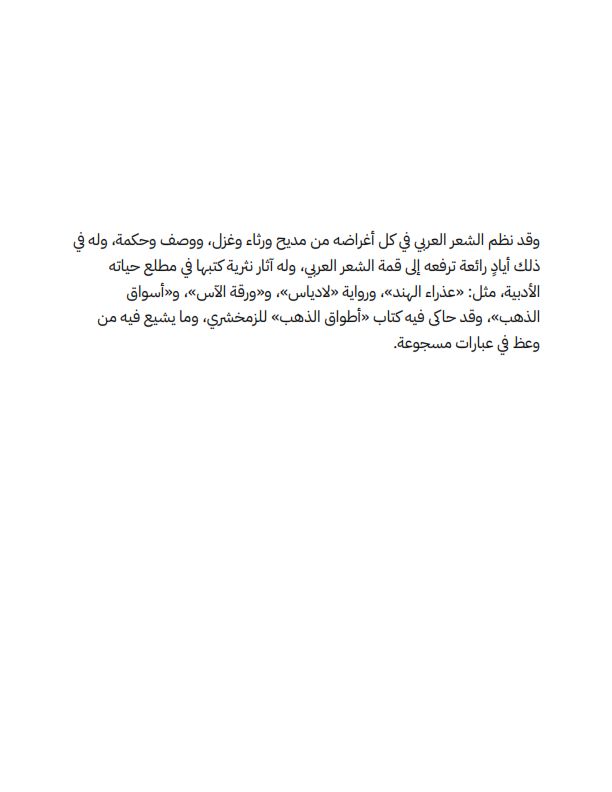 وقد نظم الشعر العربي في كل أغراضه من مديح ورثاء وغزل، ووصف وحكمة، وله في
ذلك أيادٍ رائعة ترفعه إلى قمة الشعر العربي، وله آثار نثرية كتبها في مطلع حياته
الأدبية، مثل: «عذراء الهند»، ورواية «لادياس»، و«ورقة الآس»، و«أسواق
الذهب»، وقد حاكى فيه كتاب «أطواق الذهب» للزمخشري، وما يشيع فيه من
وعظ في عبارات مسجوعة.